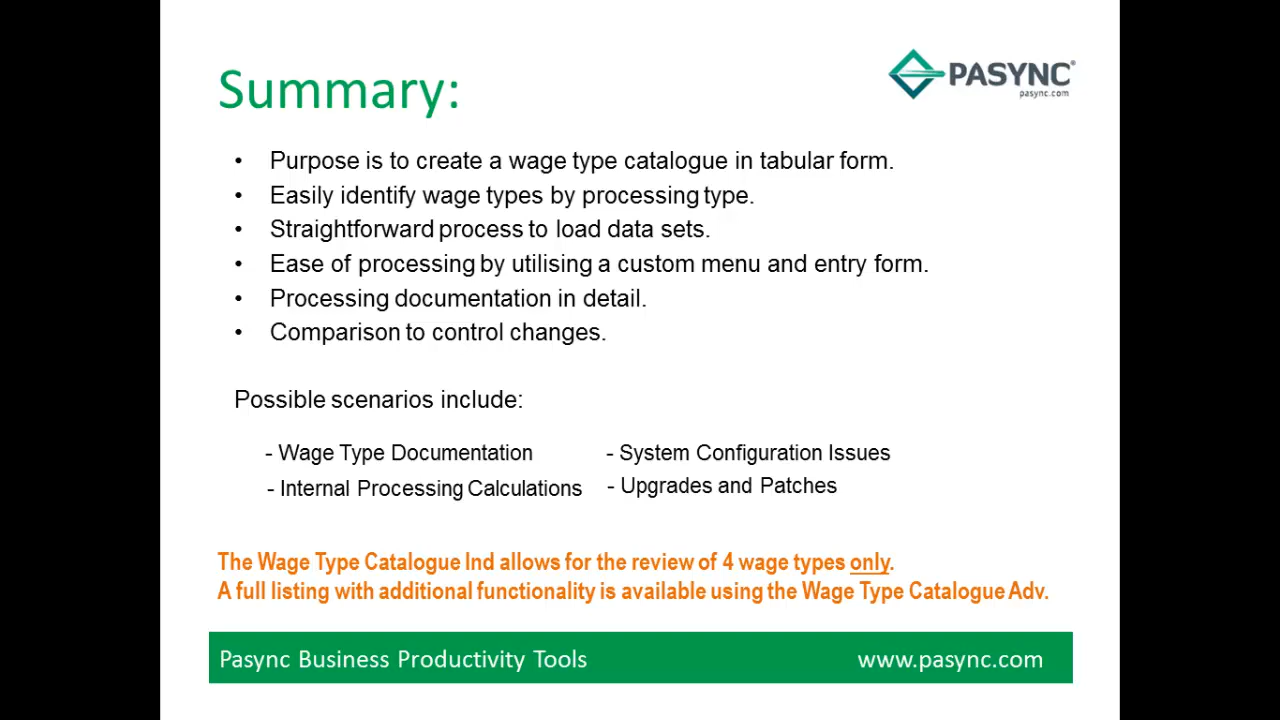 Summary:
PASYNC®
pasync.com
• Purpose is to create a wage type catalogue in tabular form.
• Easily identify wage types by processing type.
• Straightforward process to load data sets.
• Ease of processing by utilising a custom menu and entry form.
• Processing documentation in detail.
• Comparison to control changes.
Possible scenarios include:
- Wage Type Documentation
- System Configuration Issues
- Internal Processing Calculations
- Upgrades and Patches
The Wage Type Catalogue Ind allows for the review of 4 wage types only.
A full listing with additional functionality is available using the Wage Type Catalogue Adv.
Pasync Business Productivity Tools
www.pasync.com